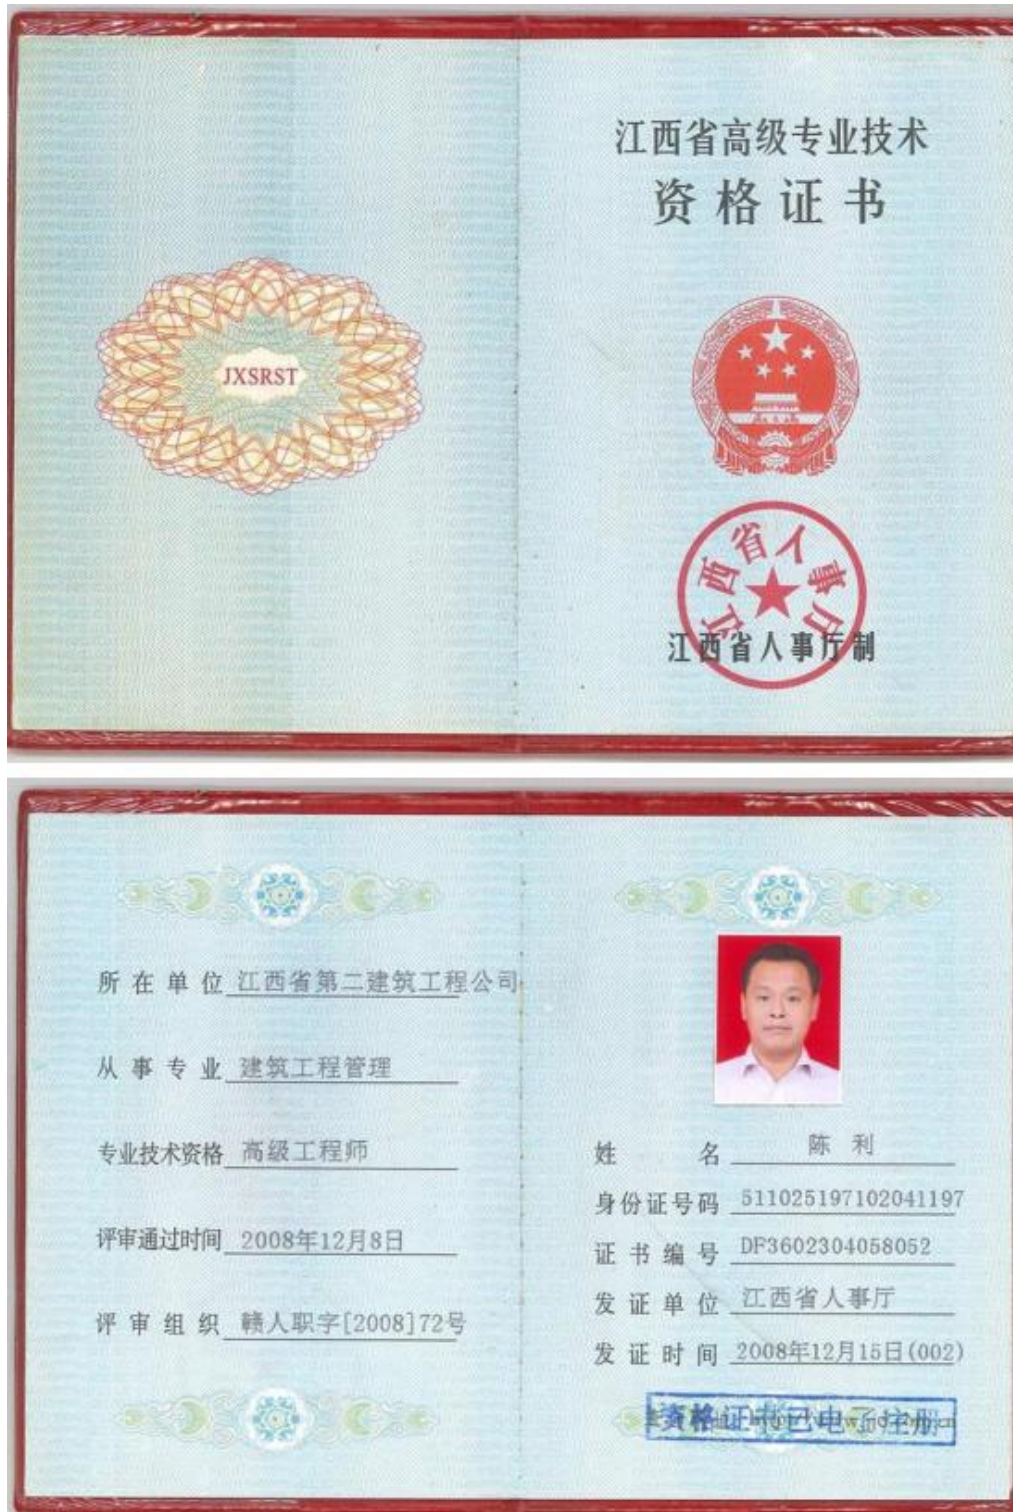 江西省高级专业技术
资格证书
JXSRST
江西省人事厅
江西省人事厅制
所在单位 江西省第二建筑工程公司
从事专业 建筑工程管理
专业技术资格 高级工程师
评审通过时间 2008年12月8日
评审组织 赣人职字[2008]72号
姓名 陈利
身份证号码 511025197102041197
证书编号 DF3602304058052
发证单位 江西省人事厅
发证时间 2008年12月15日(002)
资格证书已电子注册